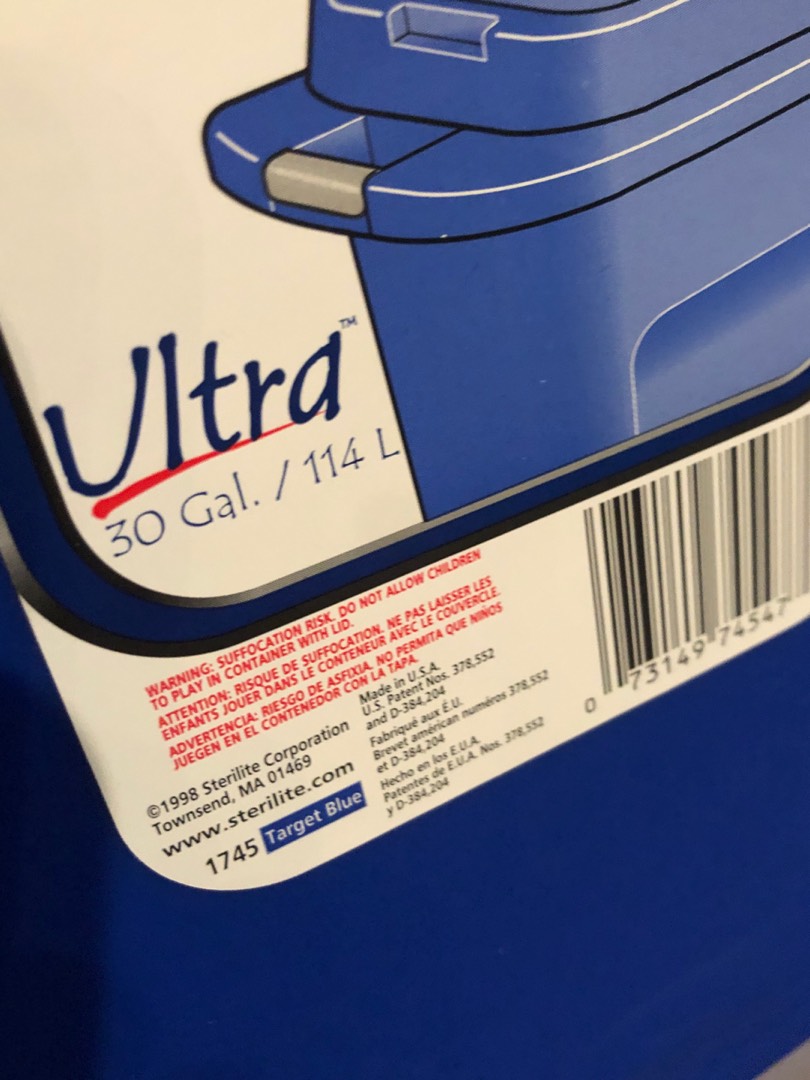 Ultra™
30 Gal. / 114 L
WARNING: SUFFOCATION RISK. DO NOT ALLOW CHILDREN
TO PLAY IN CONTAINER WITH LID.
ATTENTION: RISQUE DE SUFFOCATION. NE PAS LAISSER LES
ENFANTS JOUER DANS LE CONTENEUR AVEC LE COUVERCLE.
ADVERTENCIA: RIESGO DE ASFIXIA. NO PERMITA QUE NIÑOS
JUEGEN EN EL CONTENEDOR CON LA TAPA.
©1998 Sterilite Corporation
Townsend, MA 01469
www.sterilite.com
1745 Target Blue
Made in U.S.A.
U.S. Patent Nos. 378,552
and D-384,204
Fabriqué aux É.U.
Brevet américan numéros 378,552
et D-384,204
Hecho en los E.U.A.
Patentes de E.U.A. Nos. 378,552
y D-384,204
0 73149 74547